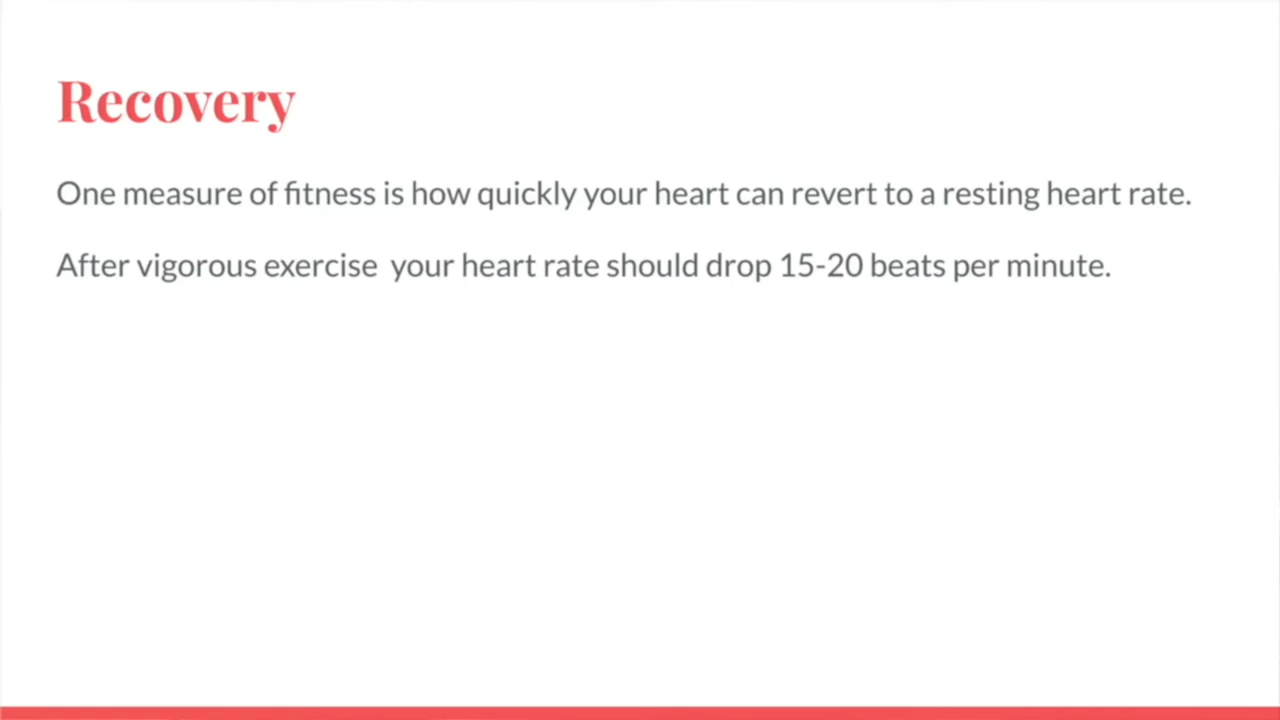 Recovery
One measure of fitness is how quickly your heart can revert to a resting heart rate.
After vigorous exercise  your heart rate should drop 15-20 beats per minute.